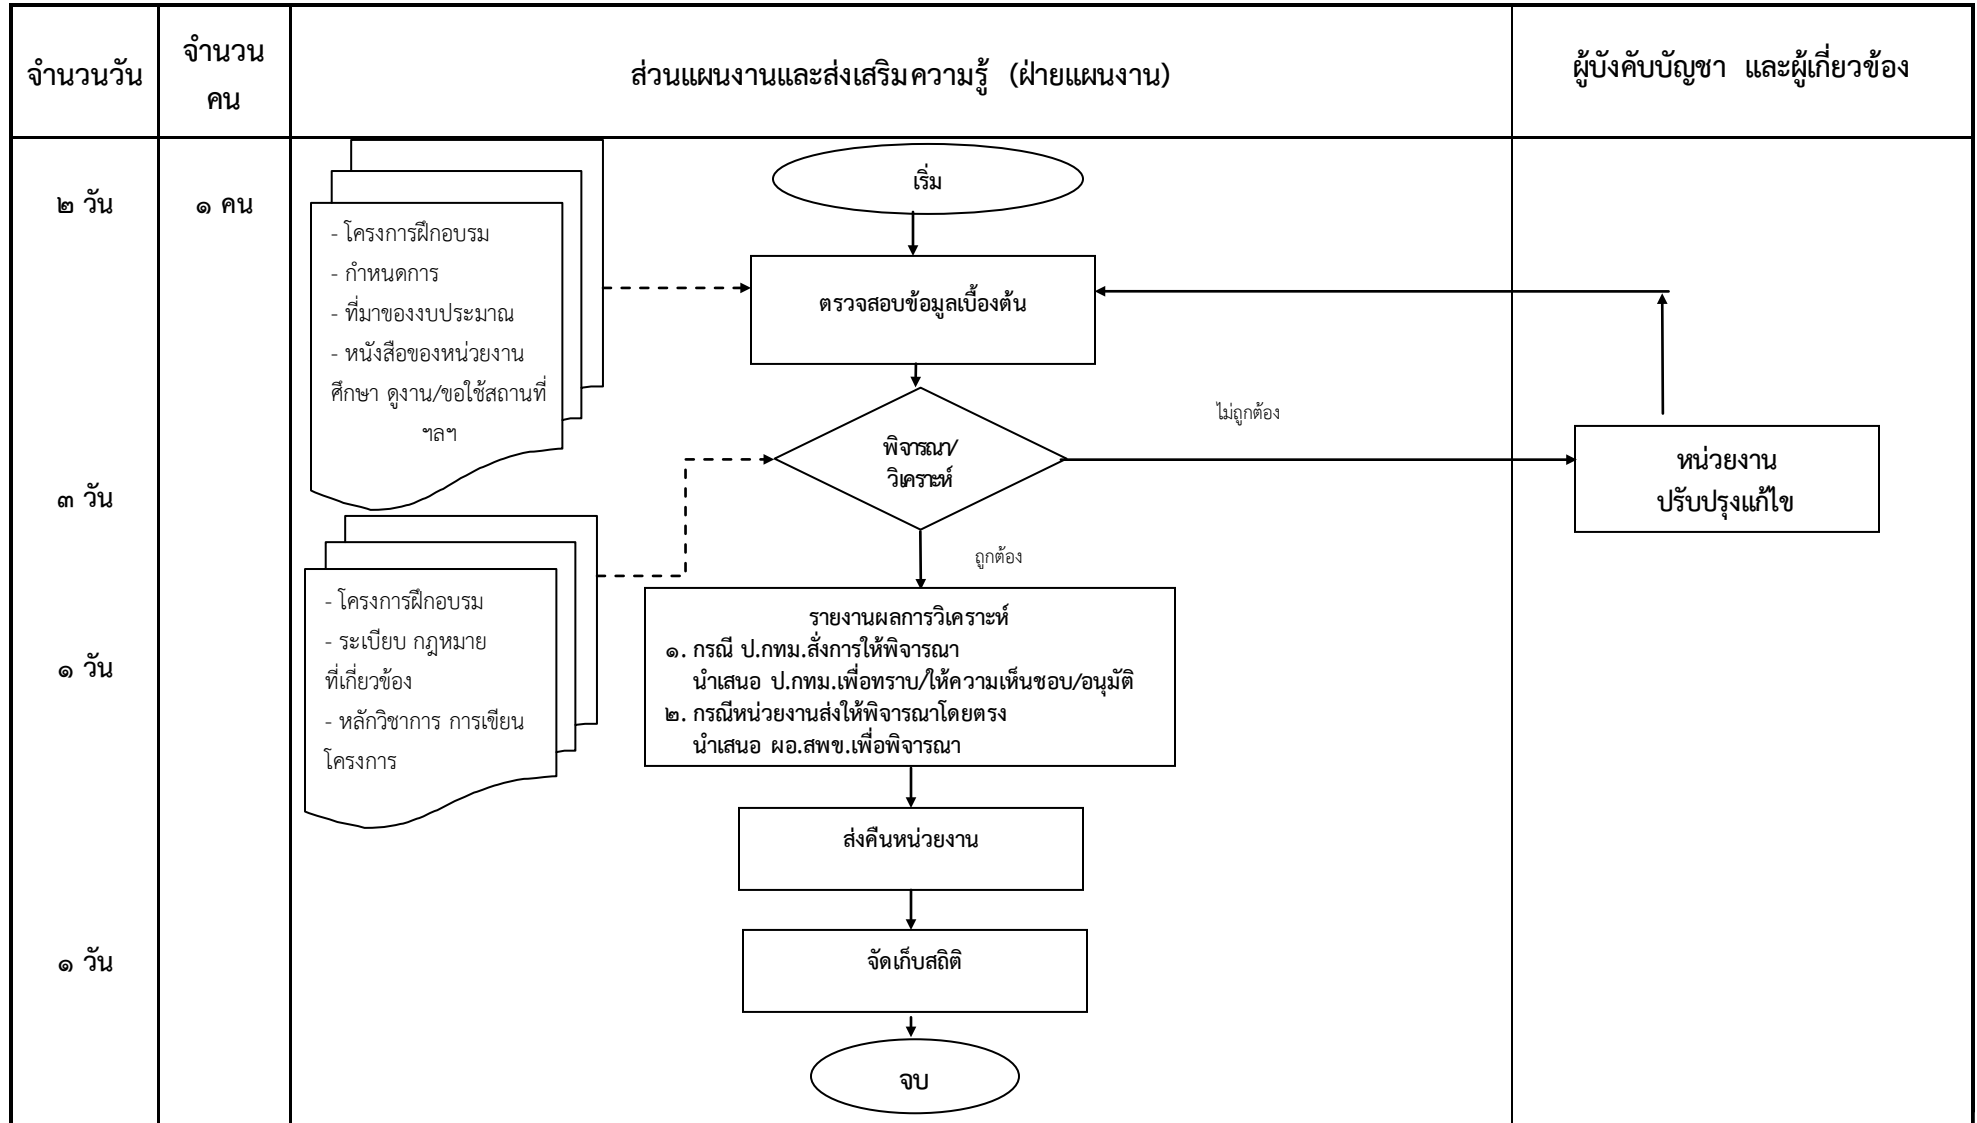 จำนวนวัน
จำนวน
คน
ส่วนแผนงานและส่งเสริมความรู้ (ฝ่ายแผนงาน)
ผู้บังคับบัญชา และผู้เกี่ยวข้อง
๒ วัน
๑ คน
- โครงการฝึกอบรม
- กำหนดการ
- ที่มาของงบประมาณ
- หนังสือของหน่วยงาน
ศึกษา ดูงาน/ขอใช้สถานที่
ฯลฯ
เริ่ม
ตรวจสอบข้อมูลเบื้องต้น
พิจารณา/
วิเคราะห์
ไม่ถูกต้อง
หน่วยงาน
ปรับปรุงแก้ไข
๓ วัน
ถูกต้อง
- โครงการฝึกอบรม
- ระเบียบ กฎหมาย
ที่เกี่ยวข้อง
- หลักวิชาการ การเขียน
โครงการ
รายงานผลการวิเคราะห์
๑. กรณี ป.กทม.สั่งการให้พิจารณา
นำเสนอ ป.กทม.เพื่อทราบ/ให้ความเห็นชอบ/อนุมัติ
๒. กรณีหน่วยงานส่งให้พิจารณาโดยตรง
นำเสนอ ผอ.สพข.เพื่อพิจารณา
๑ วัน
ส่งคืนหน่วยงาน
๑ วัน
จัดเก็บสถิติ
จบ